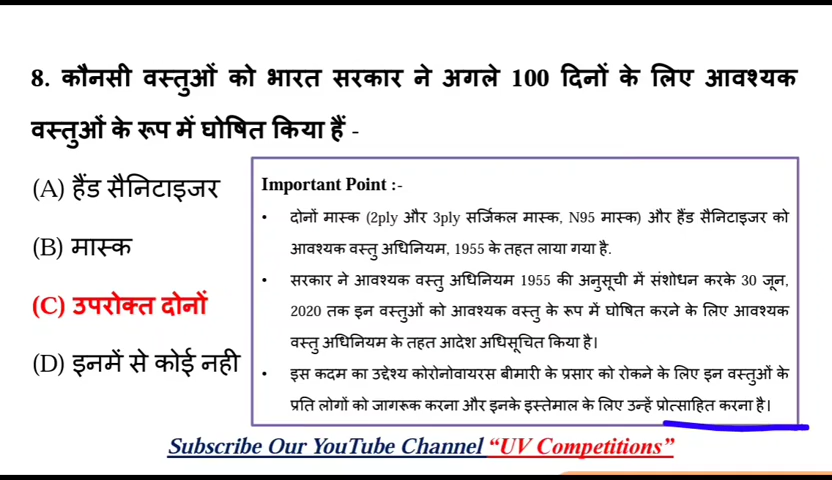 8. कौनसी वस्तुओं को भारत सरकार ने अगले 100 दिनों के लिए आवश्यक
वस्तुओं के रूप में घोषित किया हैं -
(A) हैंड सैनिटाइजर
(B) मास्क
(C) उपरोक्त दोनों
(D) इनमें से कोई नही
Important Point :-
• दोनों मास्क (2ply और 3ply सर्जिकल मास्क, N95 मास्क) और हैंड सैनिटाइजर को
आवश्यक वस्तु अधिनियम, 1955 के तहत लाया गया है.
• सरकार ने आवश्यक वस्तु अधिनियम 1955 की अनुसूची में संशोधन करके 30 जून,
2020 तक इन वस्तुओं को आवश्यक वस्तु के रूप में घोषित करने के लिए आवश्यक
वस्तु अधिनियम के तहत आदेश अधिसूचित किया है।
• इस कदम का उद्देश्य कोरोनोवायरस बीमारी के प्रसार को रोकने के लिए इन वस्तुओं के
प्रति लोगों को जागरूक करना और इनके इस्तेमाल के लिए उन्हें प्रोत्साहित करना है।
Subscribe Our YouTube Channel “UV Competitions”